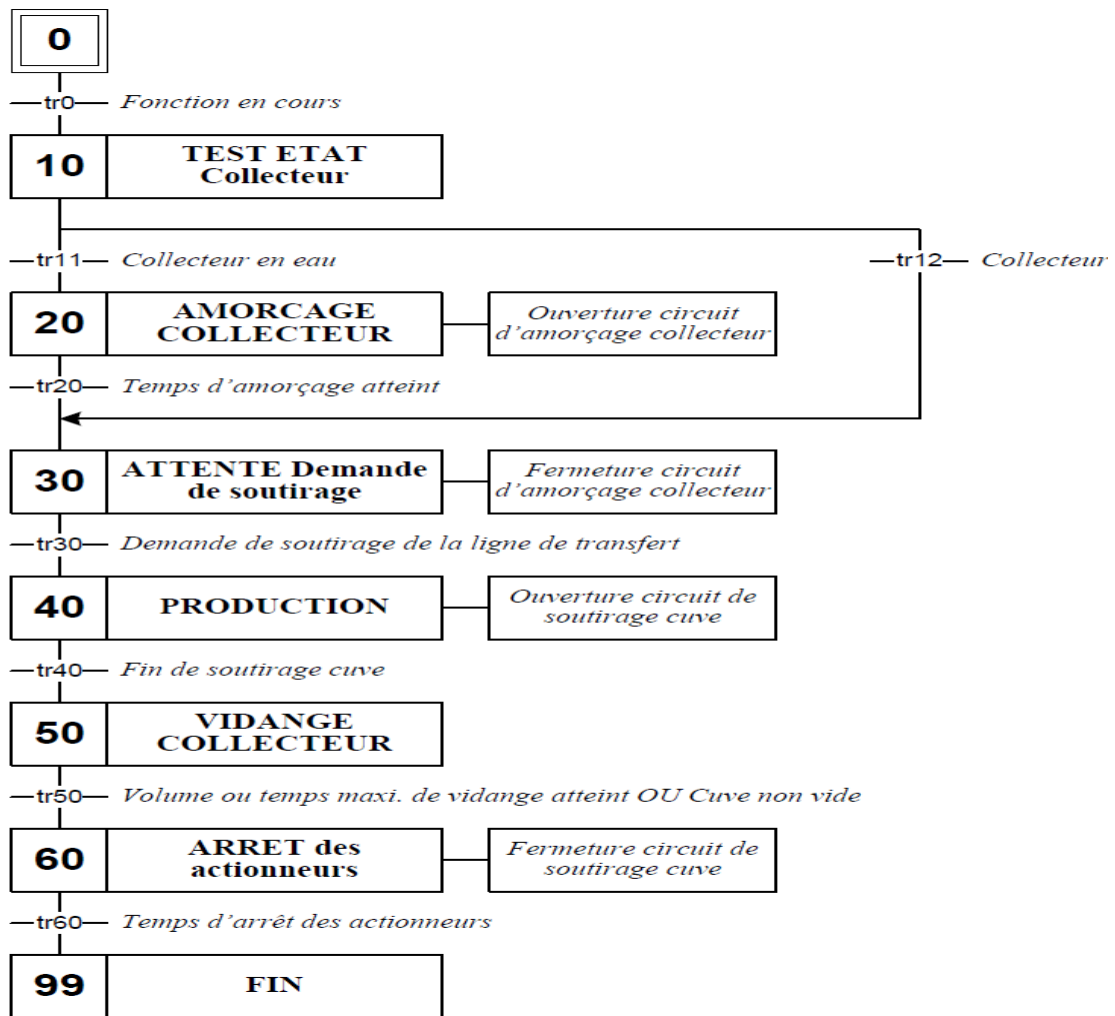 0
tr0 Fonction en cours
10 TEST ETAT
Collecteur
tr11 Collecteur en eau
tr12 Collecteur
20 AMORCAGE
COLLECTEUR
Ouverture circuit
d'amorçage collecteur
tr20 Temps d'amorçage atteint
30 ATTENTE Demande
de soutirage
Fermeture circuit
d'amorçage collecteur
tr30 Demande de soutirage de la ligne de transfert
40 PRODUCTION
Ouverture circuit de
soutirage cuve
tr40 Fin de soutirage cuve
50 VIDANGE
COLLECTEUR
tr50 Volume ou temps maxi. de vidange atteint OU Cuve non vide
60 ARRET des
actionneurs
Fermeture circuit de
soutirage cuve
tr60 Temps d'arrêt des actionneurs
99 FIN